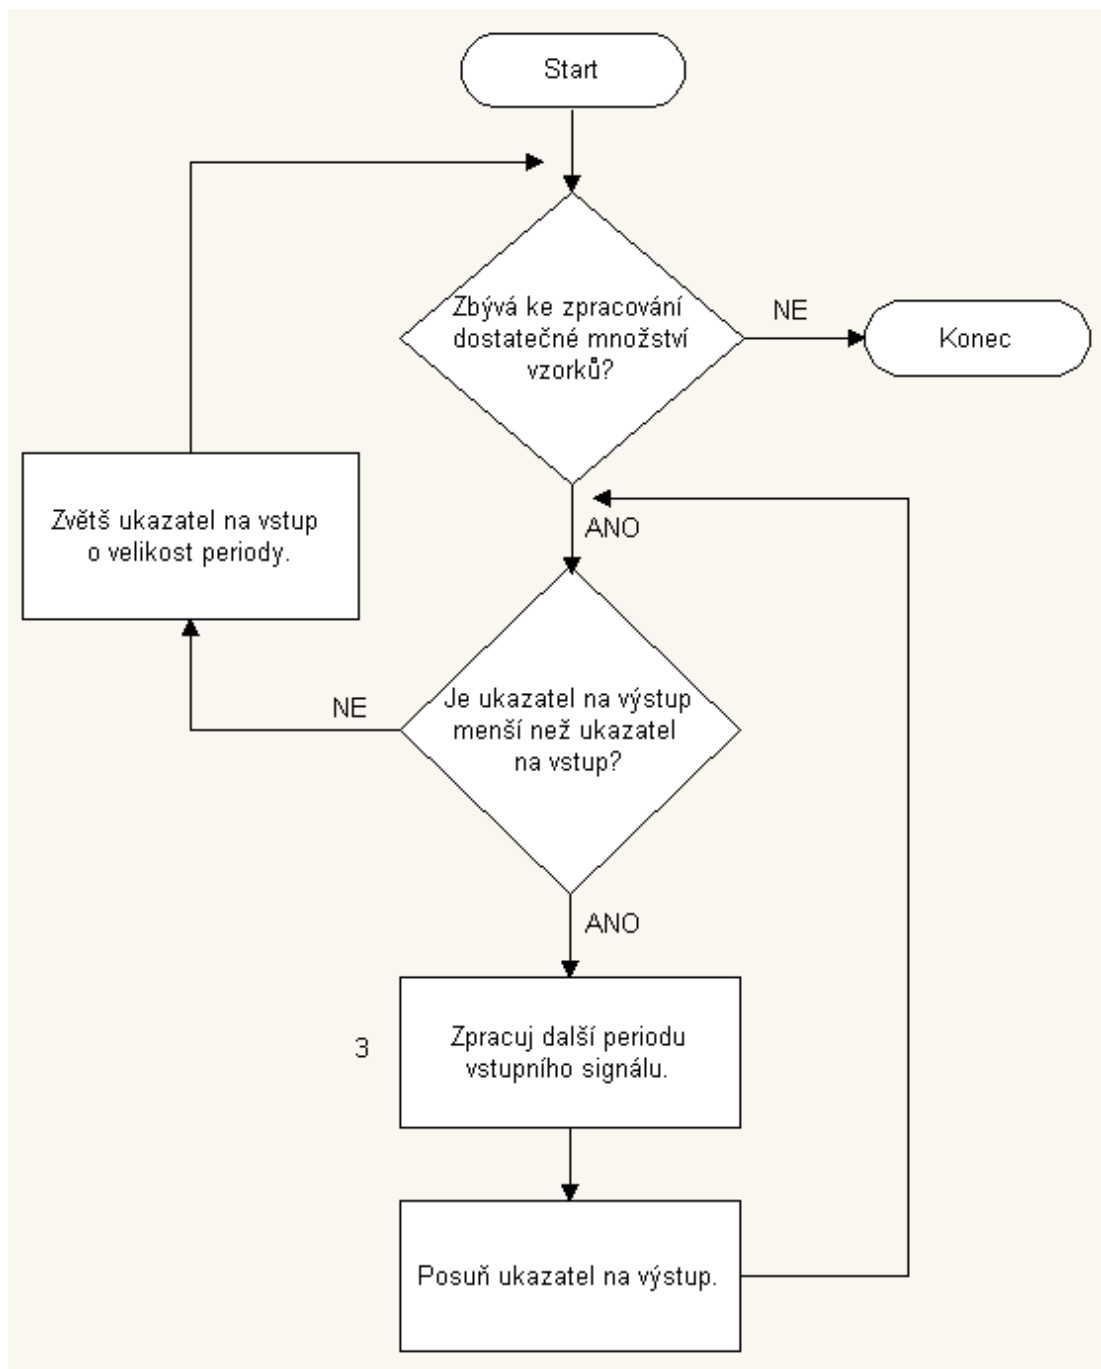 Start
Zbývá ke zpracování
dostatečné množství
vzorků?
NE
Konec
Zvětš ukazatel na vstup
o velikost periody.
ANO
Je ukazatel na výstup
menší než ukazatel
na vstup?
NE
ANO
3
Zpracuj další periodu
vstupního signálu.
Posuň ukazatel na výstup.